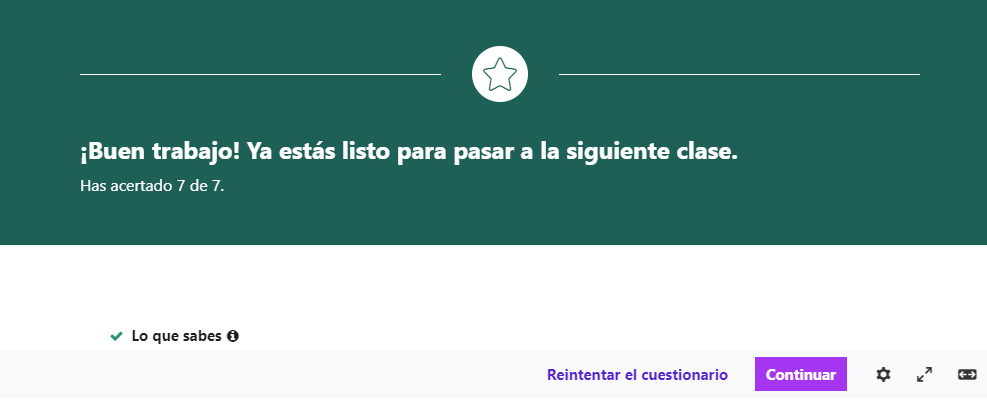 ¡Buen trabajo! Ya estás listo para pasar a la siguiente clase.
Has acertado 7 de 7.
Lo que sabes
Reintentar el cuestionario
Continuar